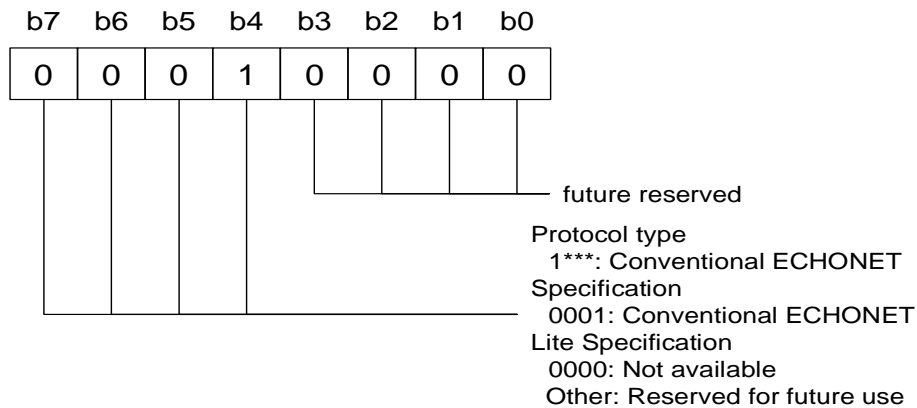 b7 b6 b5 b4 b3 b2 b1 b0
0 0 0 1 0 0 0 0
future reserved
Protocol type
1***: Conventional ECHONET
Specification
0001: Conventional ECHONET
Lite Specification
0000: Not available
Other: Reserved for future use